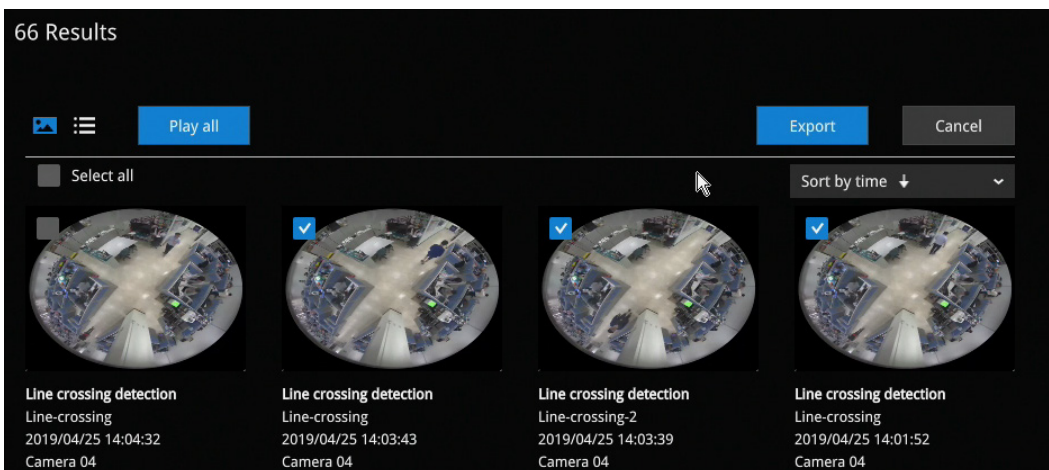 66 Results
Play all
Export
Cancel
Select all
Sort by time
Line crossing detection
Line-crossing
2019/04/25 14:04:32
Camera 04
Line crossing detection
Line-crossing
2019/04/25 14:03:43
Camera 04
Line crossing detection
Line-crossing-2
2019/04/25 14:03:39
Camera 04
Line crossing detection
Line-crossing
2019/04/25 14:01:52
Camera 04